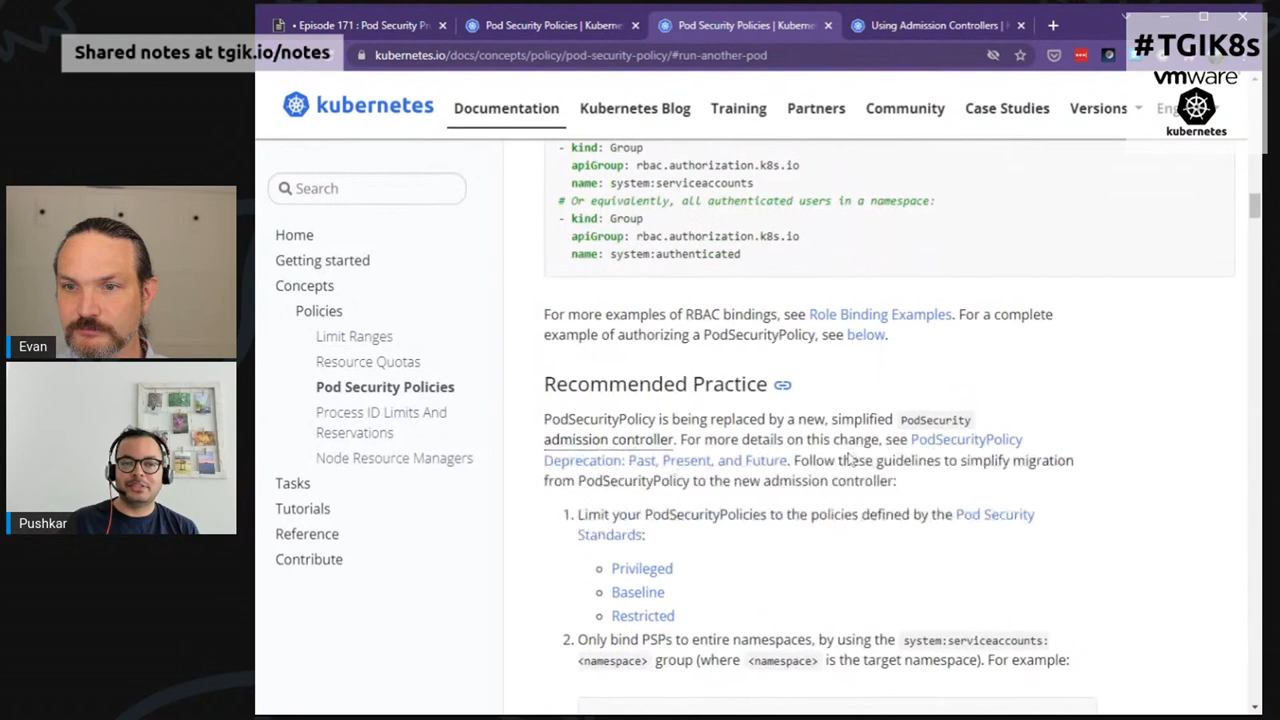 • Episode 171 : Pod Security Pr
Pod Security Policies | Kuberne
Pod Security Policies | Kuberne
Using Admission Controllers |
Shared notes at tgik.io/notes
kubernetes.io/docs/concepts/policy/pod-security-policy/#run-another-pod
#TGIK8s
vmware
kubernetes
kubernetes
Documentation
Kubernetes Blog
Training
Partners
Community
Case Studies
Versions
Search
Home
Getting started
Concepts
Policies
Limit Ranges
Resource Quotas
Pod Security Policies
Process ID Limits And
Reservations
Node Resource Managers
Tasks
Tutorials
Reference
Contribute
- kind: Group
apiGroup: rbac.authorization.k8s.io
name: system:serviceaccounts
# Or equivalently, all authenticated users in a namespace:
- kind: Group
apiGroup: rbac.authorization.k8s.io
name: system:authenticated
For more examples of RBAC bindings, see Role Binding Examples. For a complete
example of authorizing a PodSecurityPolicy, see below.
Recommended Practice
PodSecurityPolicy is being replaced by a new, simplified PodSecurity
admission controller. For more details on this change, see PodSecurityPolicy
Deprecation: Past, Present, and Future. Follow these guidelines to simplify migration
from PodSecurityPolicy to the new admission controller:
1. Limit your PodSecurityPolicies to the policies defined by the Pod Security
Standards:
Privileged
Baseline
Restricted
2. Only bind PSPs to entire namespaces, by using the system:serviceaccounts:
<namespace> group (where <namespace> is the target namespace). For example:
Evan
Pushkar